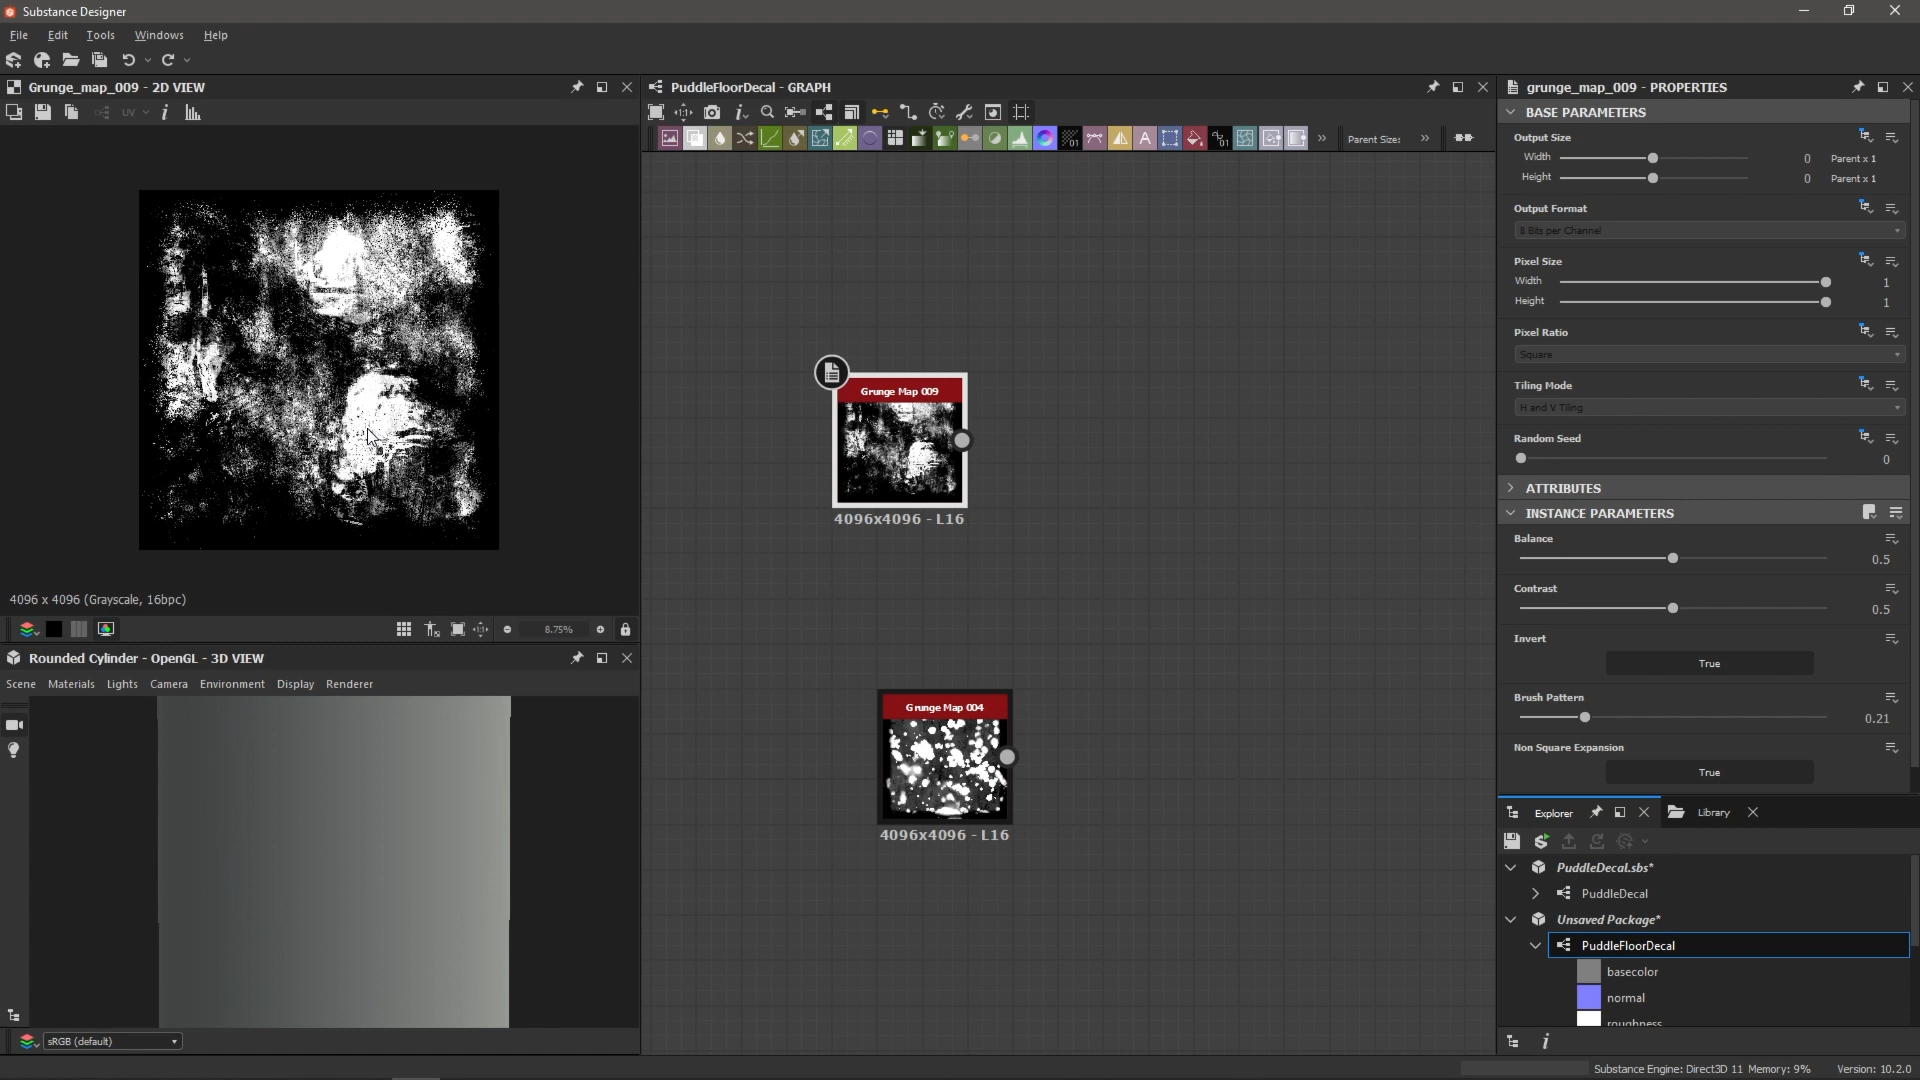 Substance Designer
File Edit Tools Windows Help
Grunge_map_009 - 2D VIEW
UV
4096 x 4096 (Grayscale, 16bpc)
8.75%
Rounded Cylinder - OpenGL - 3D VIEW
Scene Materials Lights Camera Environment Display Renderer
sRGB (default)
PuddleFloorDecal - GRAPH
Parent Size:
Grunge Map 009
4096x4096 - L16
Grunge Map 004
4096x4096 - L16
grunge_map_009 - PROPERTIES
BASE PARAMETERS
Output Size
Width 0 Parent x 1
Height 0 Parent x 1
Output Format
8 Bits per Channel
Pixel Size
Width 1
Height 1
Pixel Ratio
Square
Tiling Mode
H and V Tiling
Random Seed
0
ATTRIBUTES
INSTANCE PARAMETERS
Balance
0.5
Contrast
0.5
Invert
True
Brush Pattern
0.21
Non Square Expansion
True
Explorer Library
PuddleDecal.sbs*
PuddleDecal
Unsaved Package*
PuddleFloorDecal
basecolor
normal
roughness
Substance Engine: Direct3D 11 Memory: 9% Version: 10.2.0